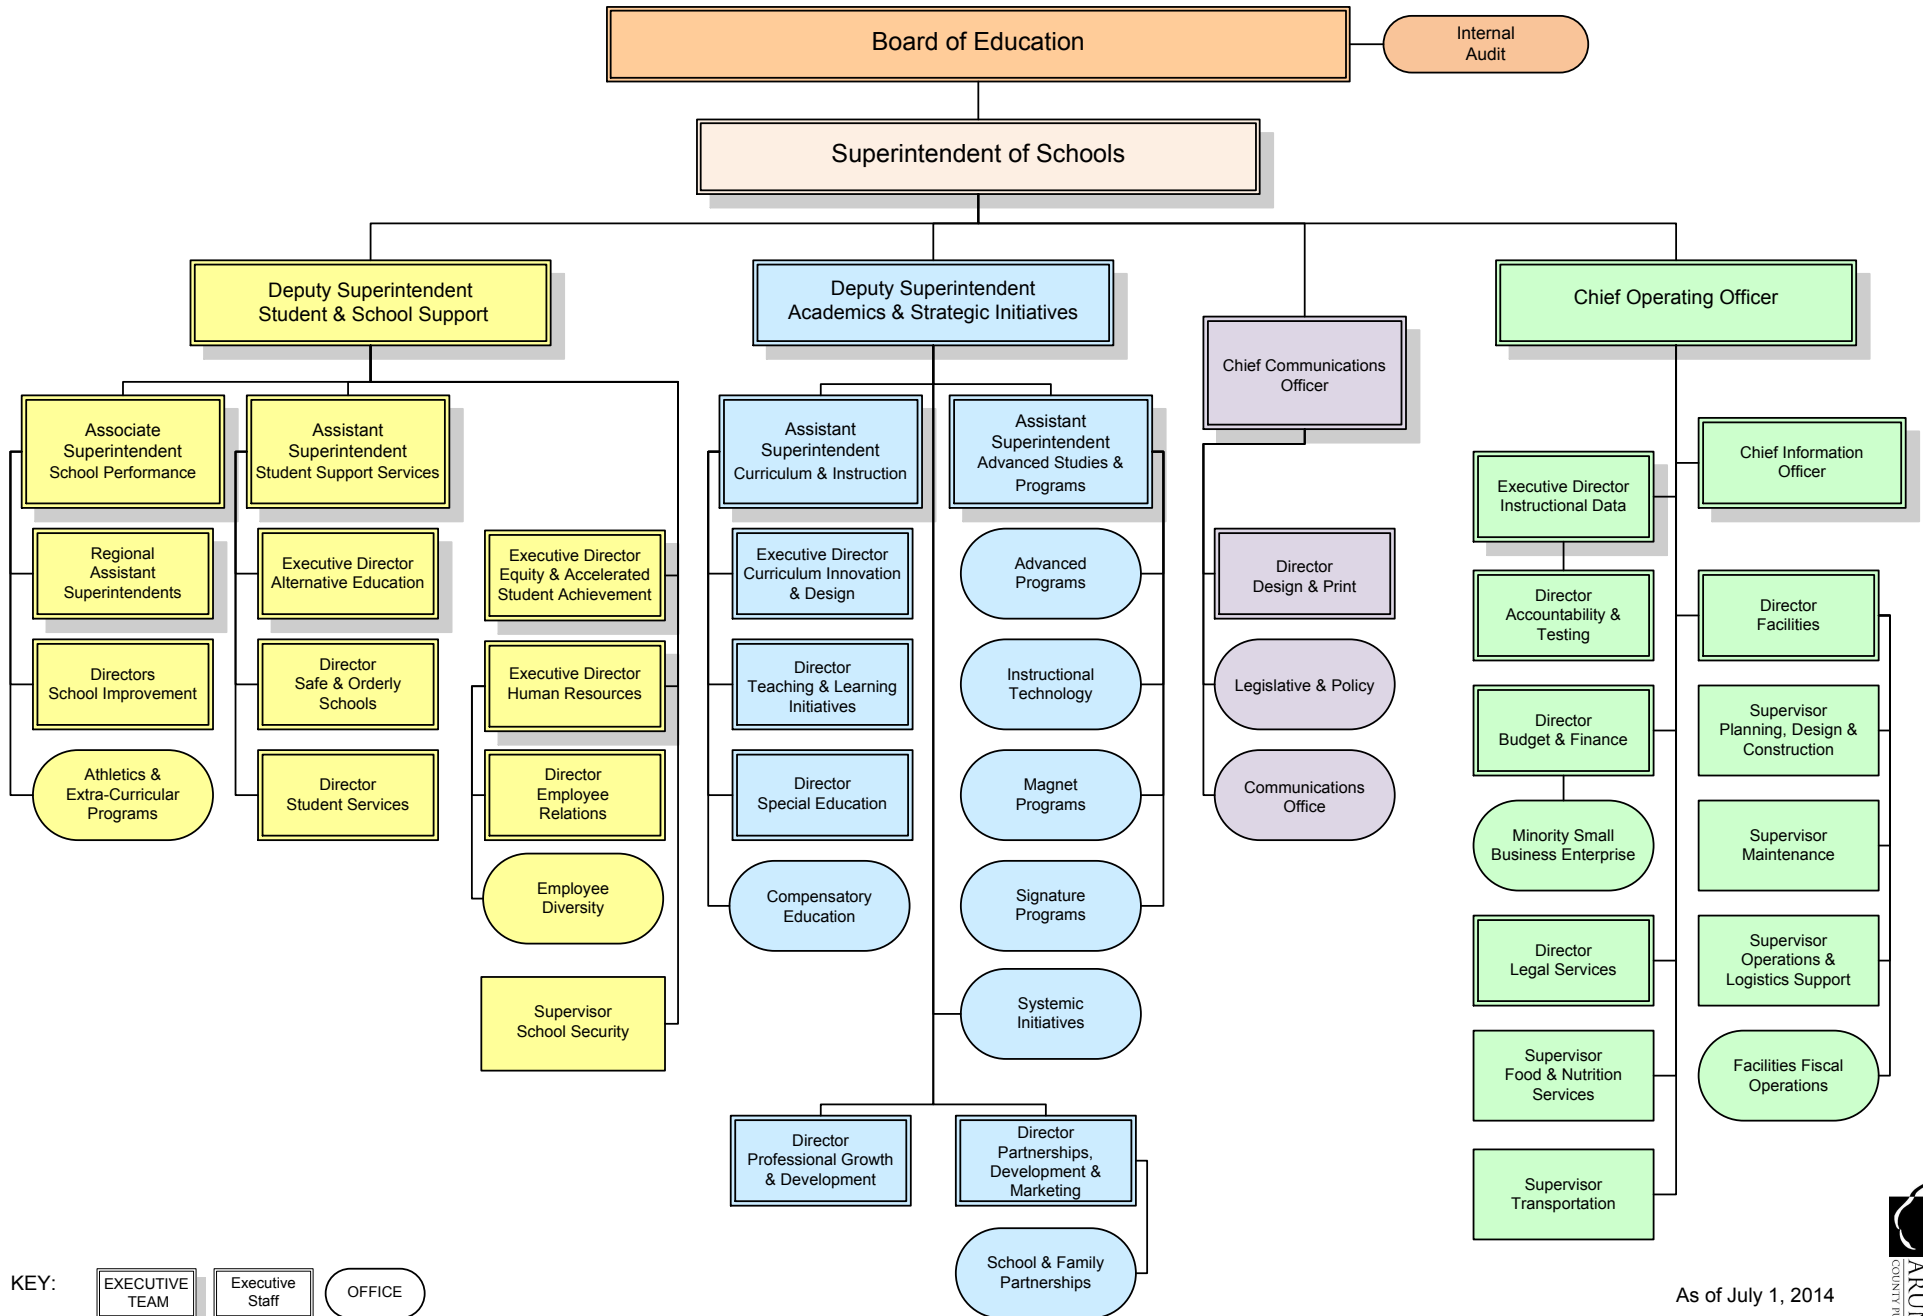 Board of Education
Internal
Audit
Superintendent of Schools
Deputy Superintendent
Student & School Support
Deputy Superintendent
Academics & Strategic Initiatives
Chief Communications
Officer
Chief Operating Officer
Associate
Superintendent
School Performance
Regional
Assistant
Superintendents
Directors
School Improvement
Athletics &
Extra-Curricular
Programs
Assistant
Superintendent
Student Support Services
Executive Director
Alternative Education
Director
Safe & Orderly
Schools
Director
Student Services
Executive Director
Equity & Accelerated
Student Achievement
Executive Director
Human Resources
Director
Employee
Relations
Employee
Diversity
Supervisor
School Security
Assistant
Superintendent
Curriculum & Instruction
Executive Director
Curriculum Innovation
& Design
Director
Teaching & Learning
Initiatives
Director
Special Education
Compensatory
Education
Assistant
Superintendent
Advanced Studies &
Programs
Advanced
Programs
Instructional
Technology
Magnet
Programs
Signature
Programs
Systemic
Initiatives
Director
Professional Growth
& Development
Director
Partnerships,
Development &
Marketing
School & Family
Partnerships
Director
Design & Print
Legislative & Policy
Communications
Office
Executive Director
Instructional Data
Director
Accountability &
Testing
Director
Budget & Finance
Minority Small
Business Enterprise
Director
Legal Services
Supervisor
Food & Nutrition
Services
Supervisor
Transportation
Chief Information
Officer
Director
Facilities
Supervisor
Planning, Design &
Construction
Supervisor
Maintenance
Supervisor
Operations &
Logistics Support
Facilities Fiscal
Operations
KEY:
EXECUTIVE
TEAM
Executive
Staff
OFFICE
As of July 1, 2014
COUNTY